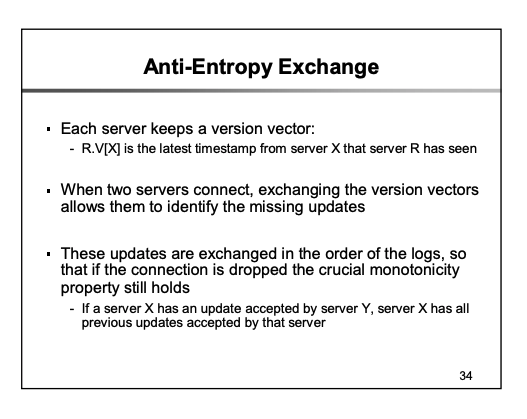 Anti-Entropy Exchange
▪ Each server keeps a version vector:
- R.V[X] is the latest timestamp from server X that server R has seen
▪ When two servers connect, exchanging the version vectors
allows them to identify the missing updates
▪ These updates are exchanged in the order of the logs, so
that if the connection is dropped the crucial monotonicity
property still holds
- If a server X has an update accepted by server Y, server X has all
previous updates accepted by that server
34